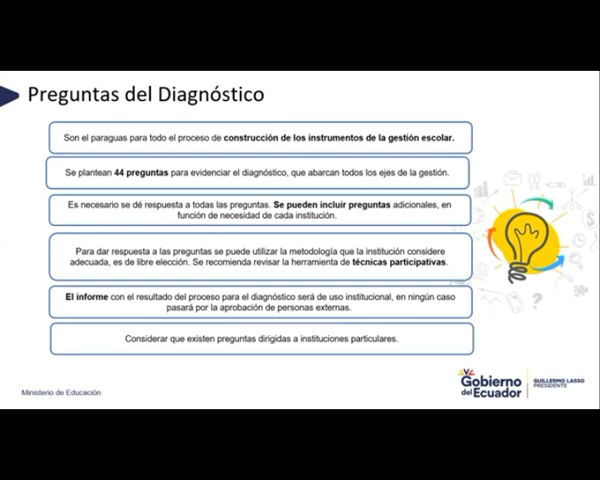 Preguntas del Diagnóstico
Son el paraguas para todo el proceso de construcción de los instrumentos de la gestión escolar.
Se plantean 44 preguntas para evidenciar el diagnóstico, que abarcan todos los ejes de la gestión.
Es necesario se dé respuesta a todas las preguntas. Se pueden incluir preguntas adicionales, en
función de necesidad de cada institución.
Para dar respuesta a las preguntas se puede utilizar la metodología que la institución considere
adecuada, es de libre elección. Se recomienda revisar la herramienta de técnicas participativas.
El informe con el resultado del proceso para el diagnóstico será de uso institucional, en ningún caso
pasará por la aprobación de personas externas.
Considerar que existen preguntas dirigidas a instituciones particulares.
Ministerio de Educación
Gobierno
del Ecuador
GUILLERMO LASSO
PRESIDENTE